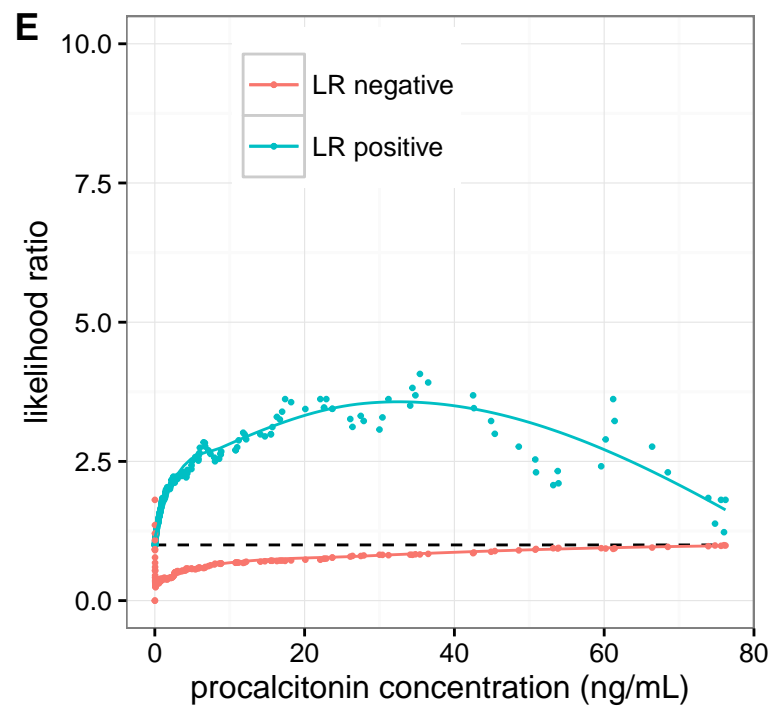 E
10.0
7.5
5.0
2.5
0.0
likelihood ratio
LR negative
LR positive
0 20 40 60 80
procalcitonin concentration (ng/mL)